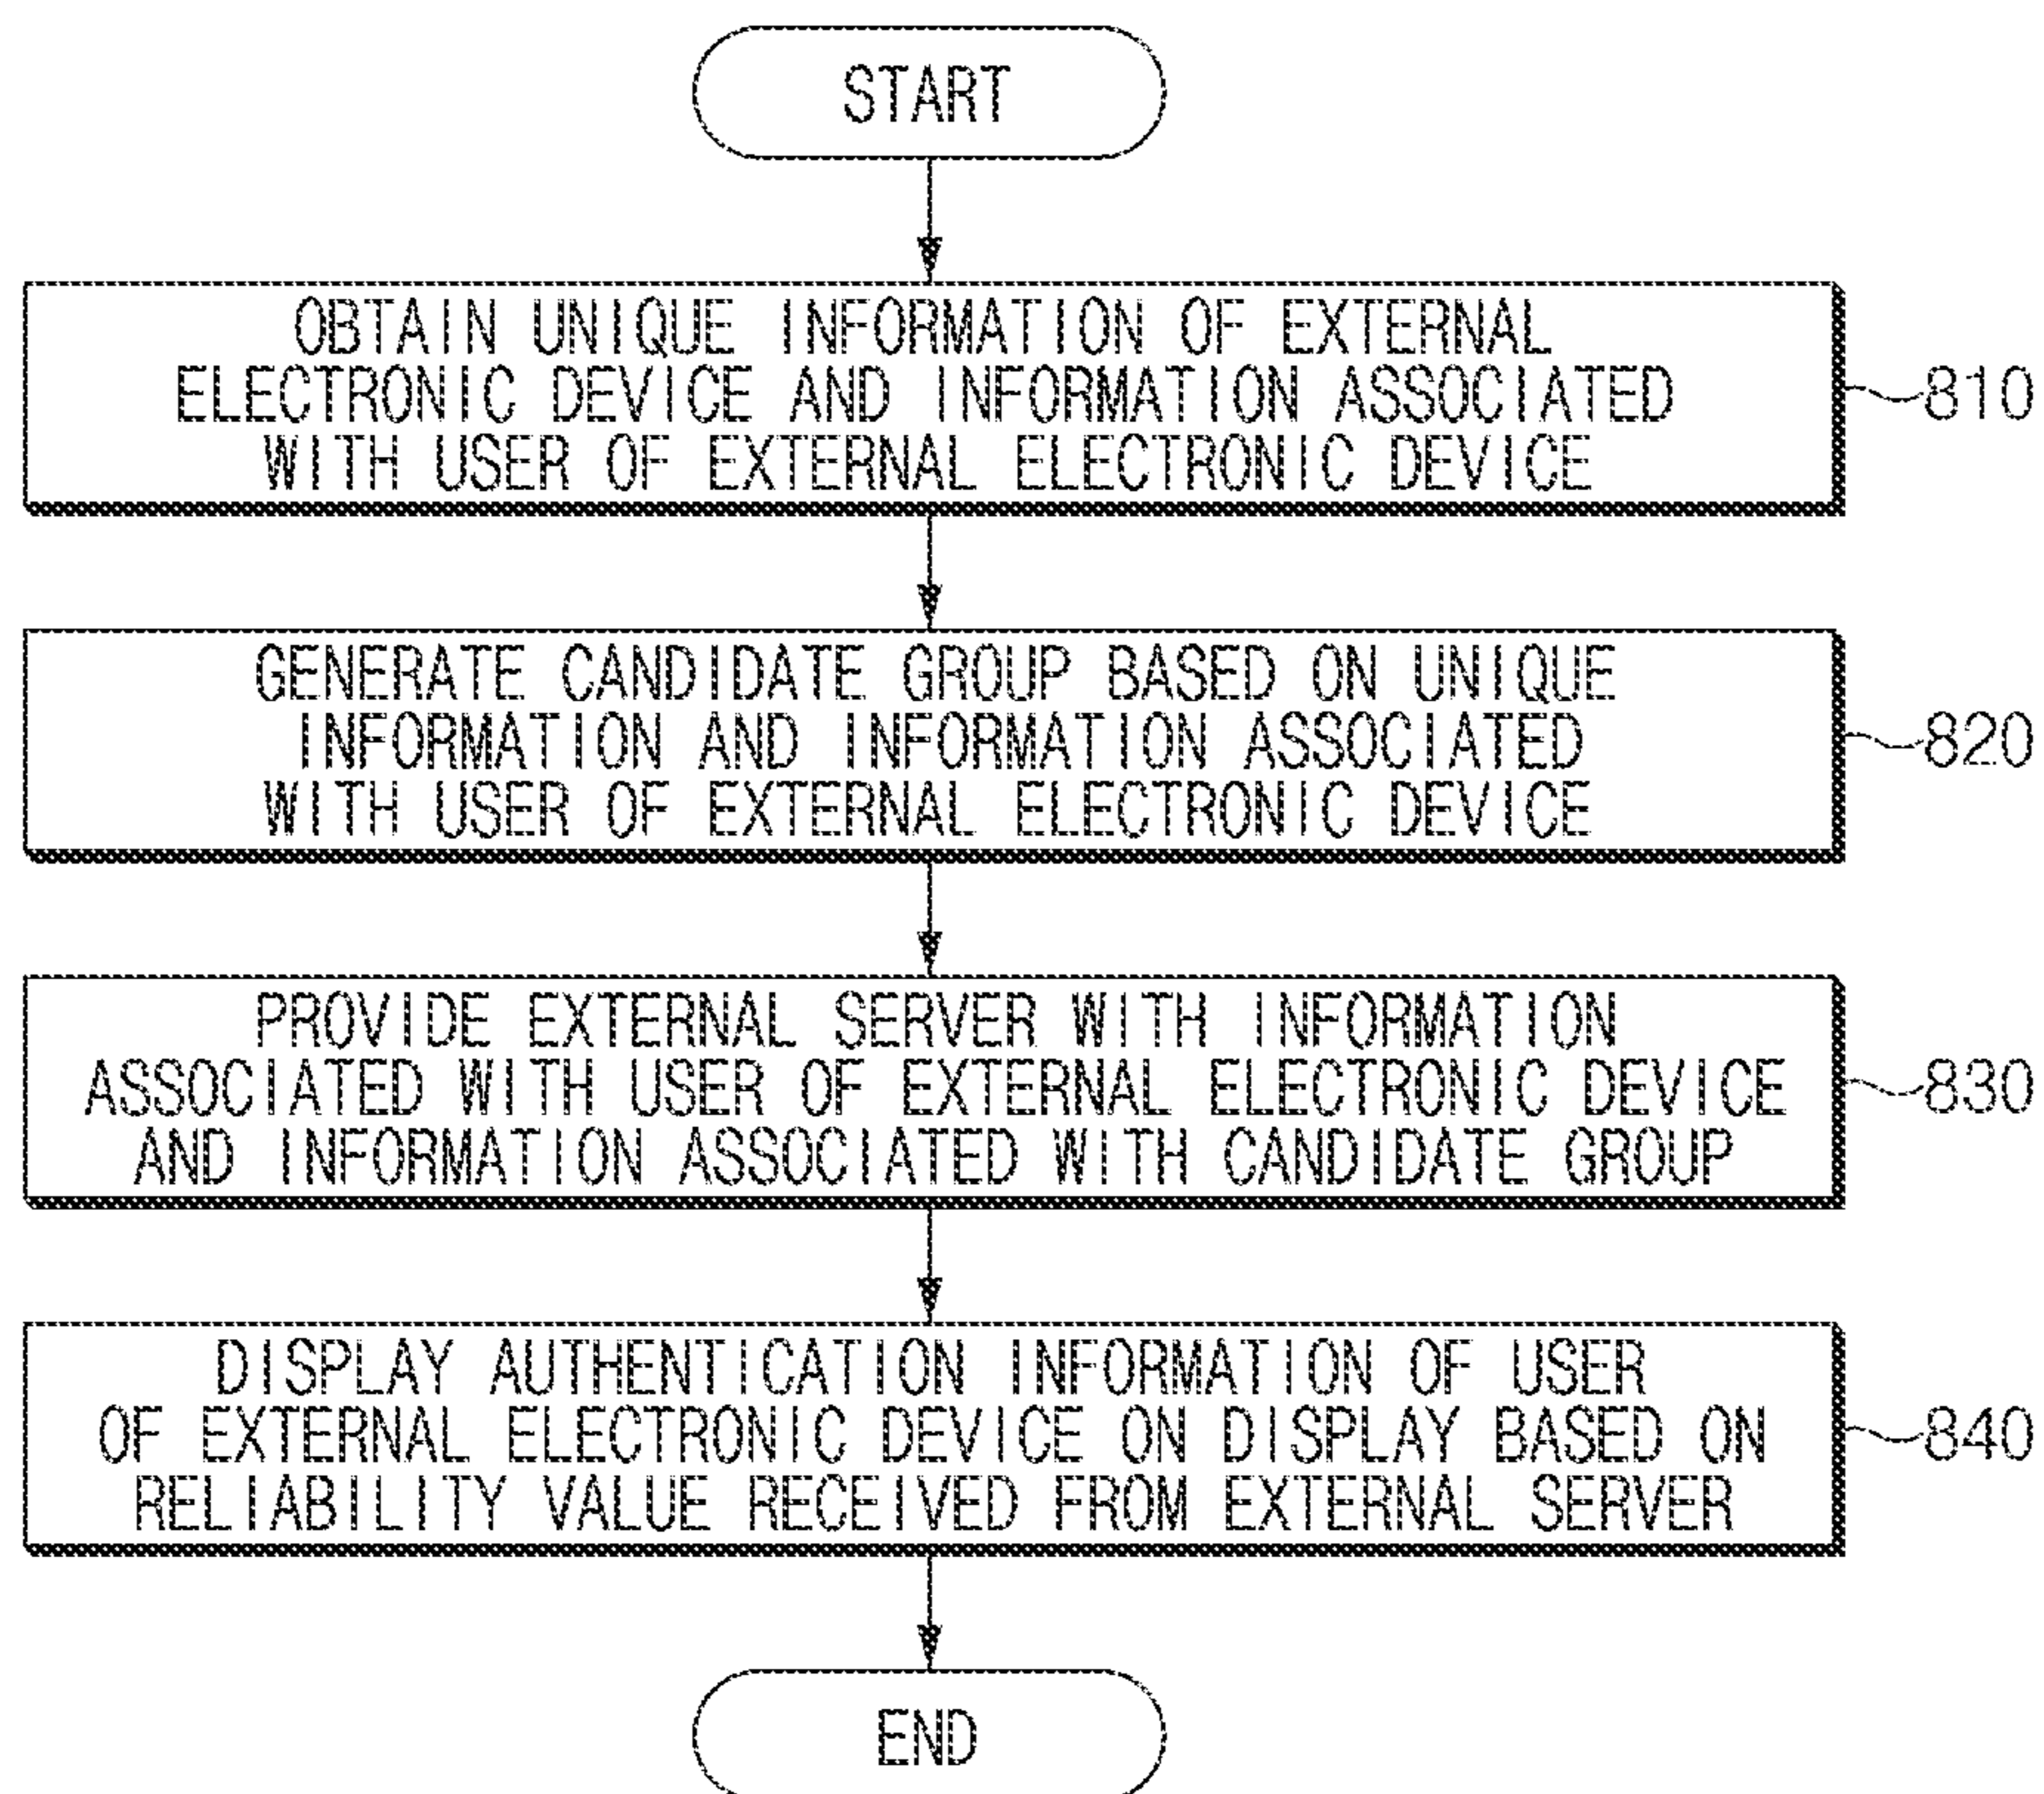 START
OBTAIN UNIQUE INFORMATION OF EXTERNAL
ELECTRONIC DEVICE AND INFORMATION ASSOCIATED
WITH USER OF EXTERNAL ELECTRONIC DEVICE
810
GENERATE CANDIDATE GROUP BASED ON UNIQUE
INFORMATION AND INFORMATION ASSOCIATED
WITH USER OF EXTERNAL ELECTRONIC DEVICE
820
PROVIDE EXTERNAL SERVER WITH INFORMATION
ASSOCIATED WITH USER OF EXTERNAL ELECTRONIC DEVICE
AND INFORMATION ASSOCIATED WITH CANDIDATE GROUP
830
DISPLAY AUTHENTICATION INFORMATION OF USER
OF EXTERNAL ELECTRONIC DEVICE ON DISPLAY BASED ON
RELIABILITY VALUE RECEIVED FROM EXTERNAL SERVER
840
END